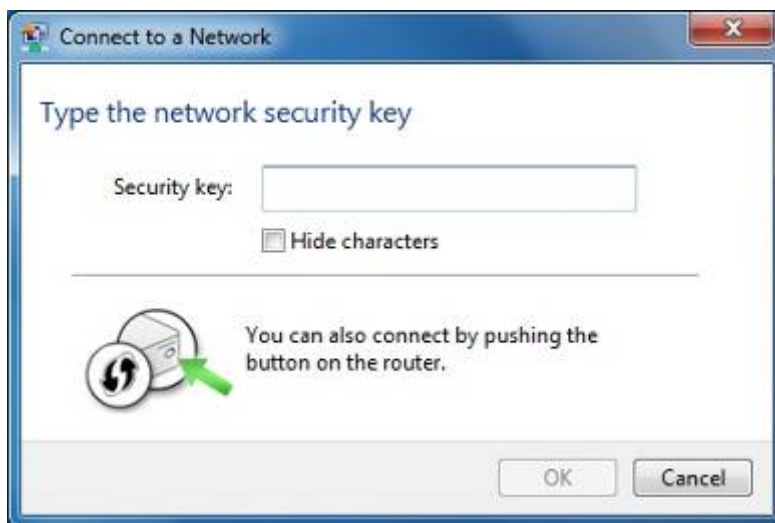 Connect to a Network
Type the network security key
Security key:
Hide characters
You can also connect by pushing the
button on the router.
OK
Cancel